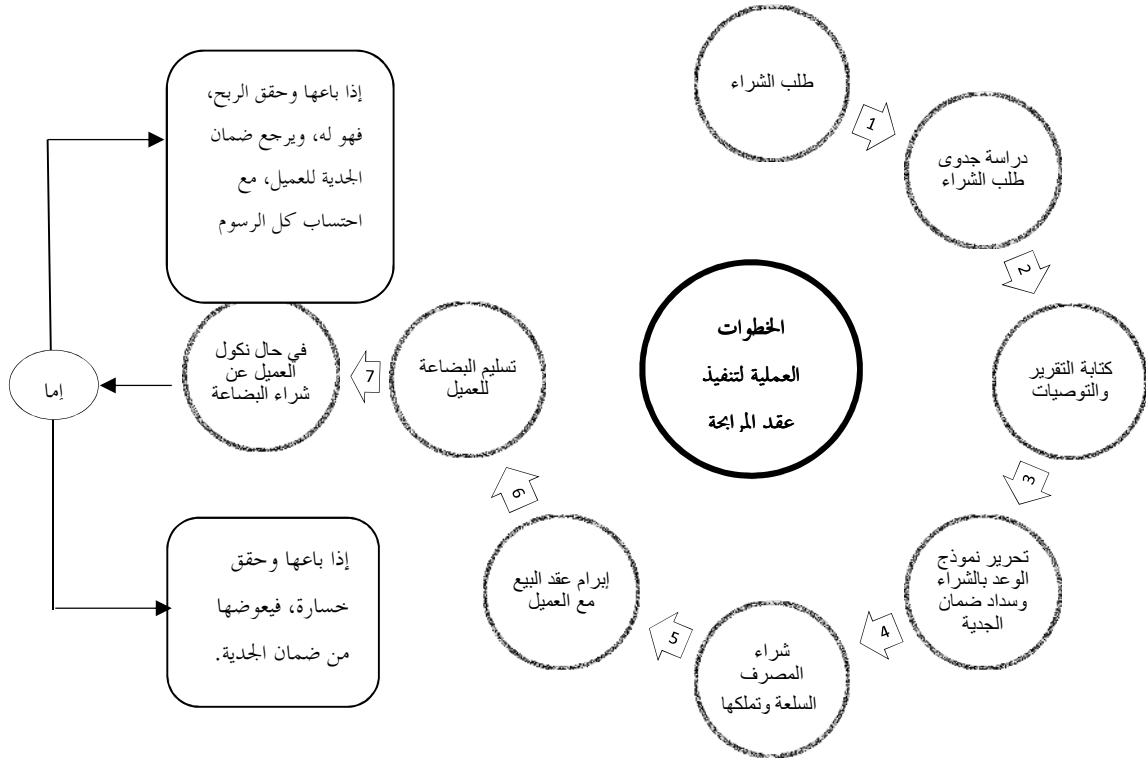 الخطوات
العملية لتنفيذ
عقد المرابحة
طلب الشراء
1
دراسة جدوى
طلب الشراء
2
كتابة التقرير
والتوصيات
3
تحرير نموذج
الوعد بالشراء
وسداد ضمان
الجدية
4
شراء
المصرف
السلعة وتملكها
5
إبرام عقد البيع
مع العميل
6
تسليم البضاعة
للعميل
7
في حال نكول
العميل عن
شراء البضاعة
إما
إذا باعها وحقق الربح،
فهو له، ويرجع ضمان
الجدية للعميل، مع
احتساب كل الرسوم
إذا باعها وحقق
خسارة، فيعوضها
من ضمان الجدية.